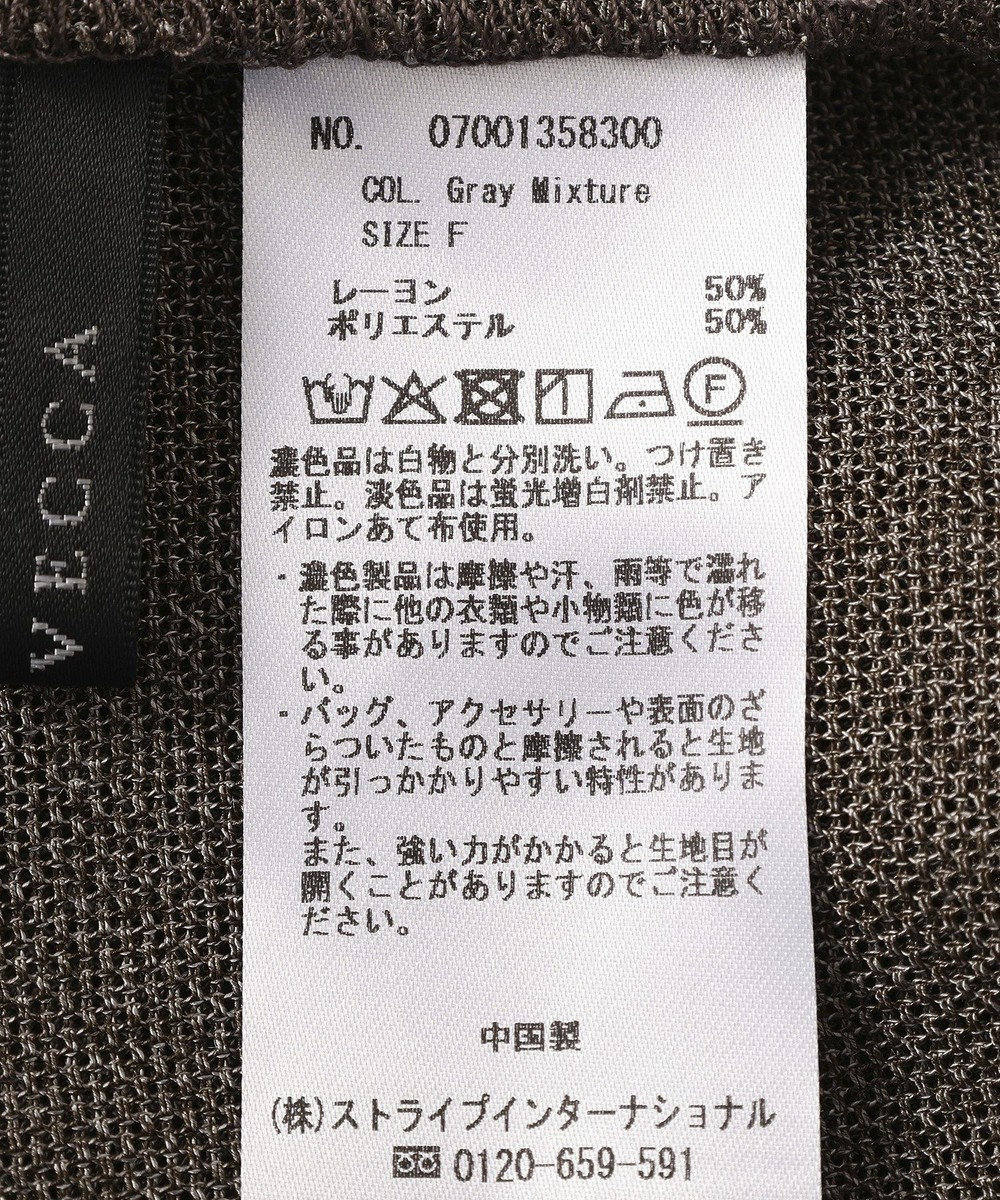 NO. 07001358300
COL. Gray Mixture
SIZE F
レーヨン 50%
ポリエステル 50%
F
濃色品は白物と分別洗い。つけ置き
禁止。淡色品は蛍光増白剤禁止。ア
イロンあて布使用。
・濃色製品は摩擦や汗、雨等で濡れ
た際に他の衣類や小物類に色が移
る事がありますのでご注意くださ
い。
・バッグ、アクセサリーや表面のざ
らついたものと摩擦されると生地
が引っかかりやすい特性がありま
す。
また、強い力がかかると生地目が
開くことがありますのでご注意く
ださい。
中国製
(株)ストライプインターナショナル
0120-659-591
VECCA